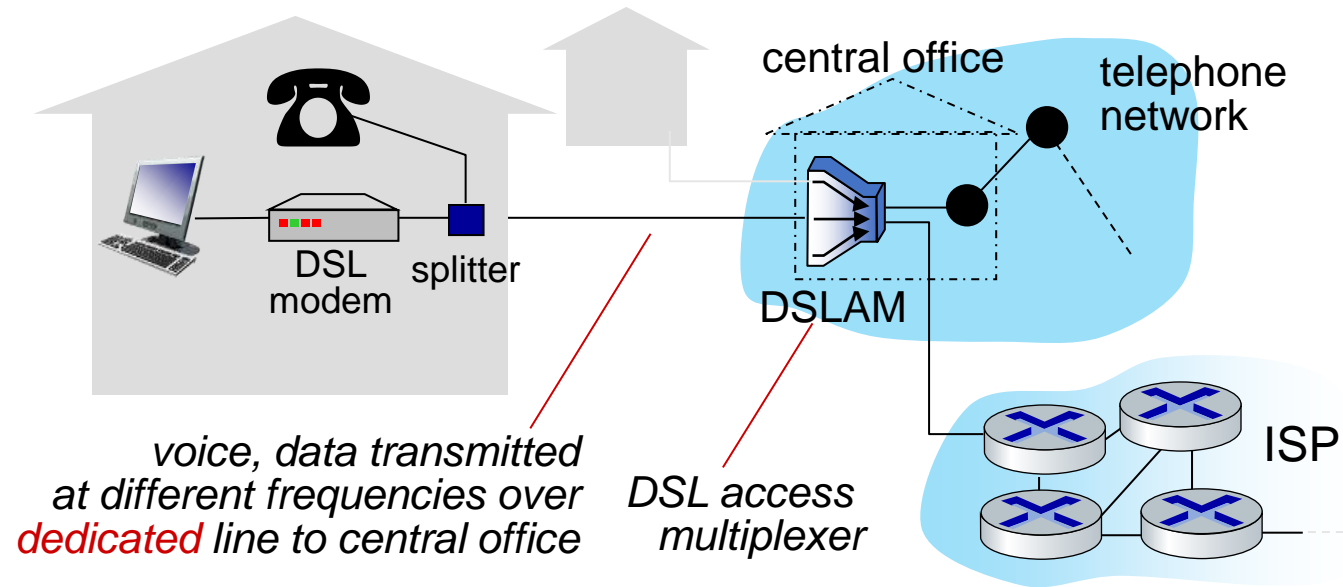 central office
telephone
network
DSL
modem
splitter
DSLAM
ISP
voice, data transmitted
at different frequencies over
dedicated line to central office
DSL access
multiplexer